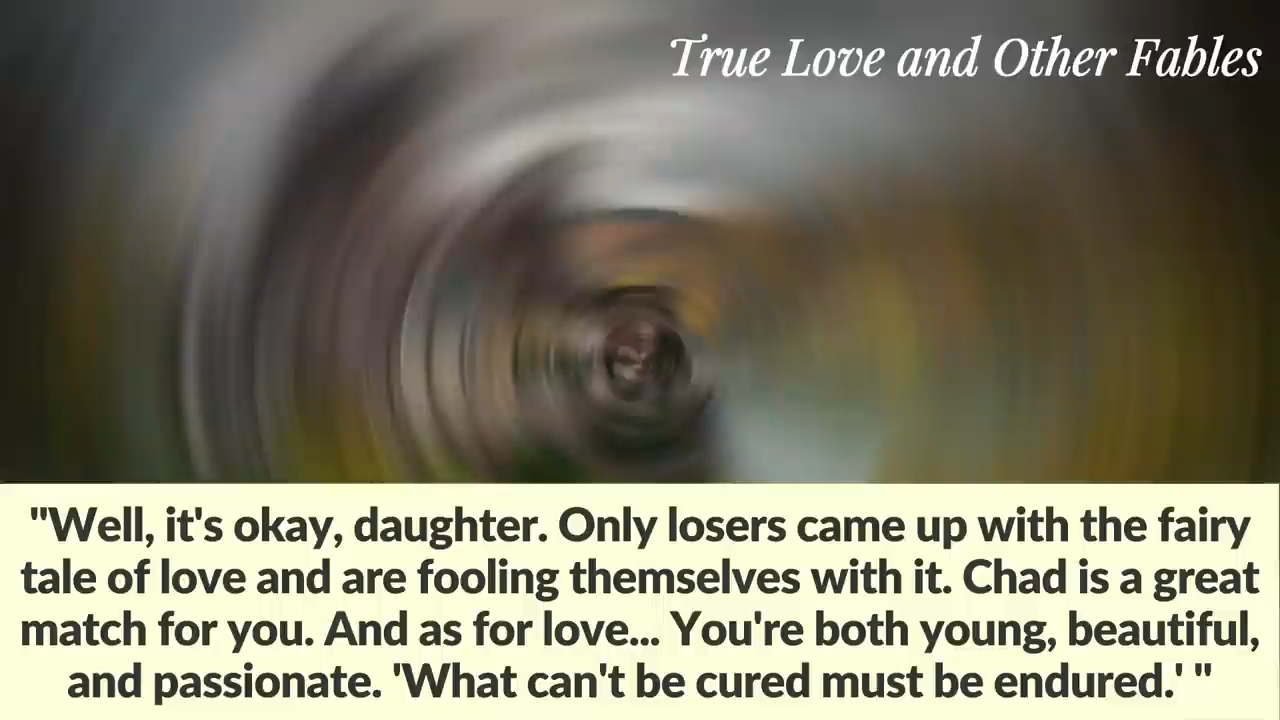 True Love and Other Fables
"Well, it's okay, daughter. Only losers came up with the fairy
tale of love and are fooling themselves with it. Chad is a great
match for you. And as for love... You're both young, beautiful,
and passionate. 'What can't be cured must be endured.' "